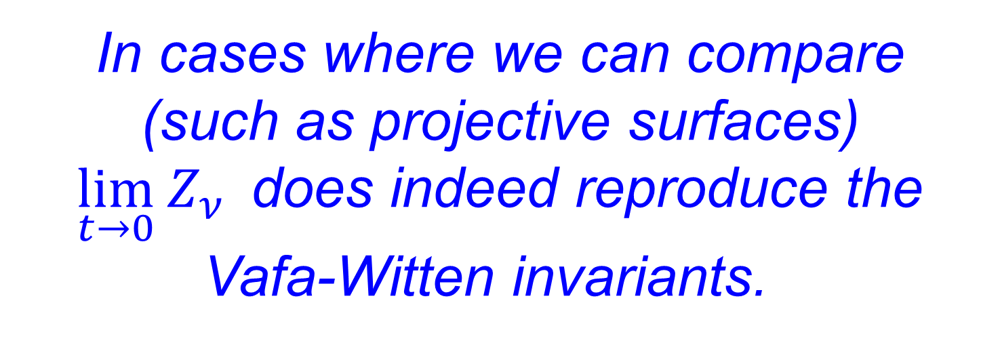 In cases where we can compare
(such as projective surfaces)
lim_{t→0} Z_ν does indeed reproduce the
Vafa-Witten invariants.